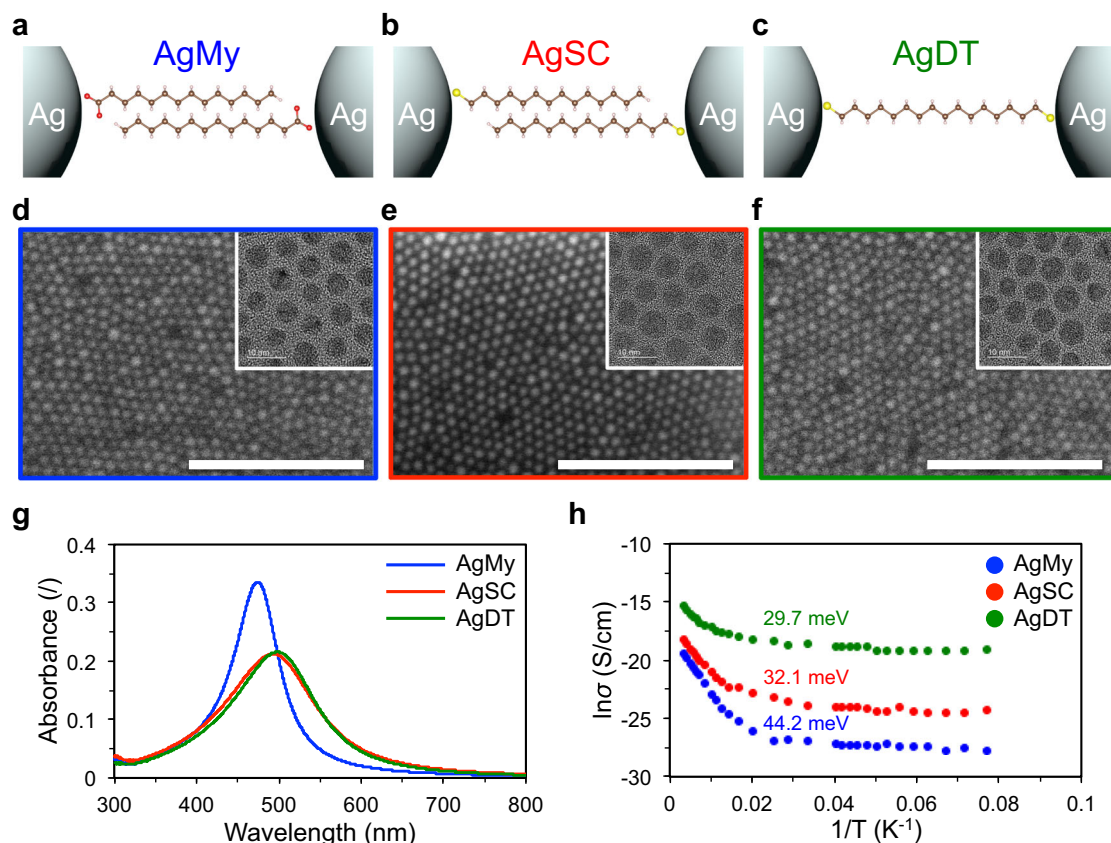 a b c
AgMy AgSC AgDT
Ag Ag Ag Ag
d e f
10 nm 10 nm 10 nm
g
0.4
0.3
0.2
0.1
0
300 400 500 600 700 800
Wavelength (nm)
Absorbance (/)
AgMy
AgSC
AgDT
h
-10
-15
-20
-25
-30
0 0.02 0.04 0.06 0.08 0.1
1/T (K⁻¹)
lnσ (S/cm)
AgMy
AgSC
AgDT
29.7 meV
32.1 meV
44.2 meV